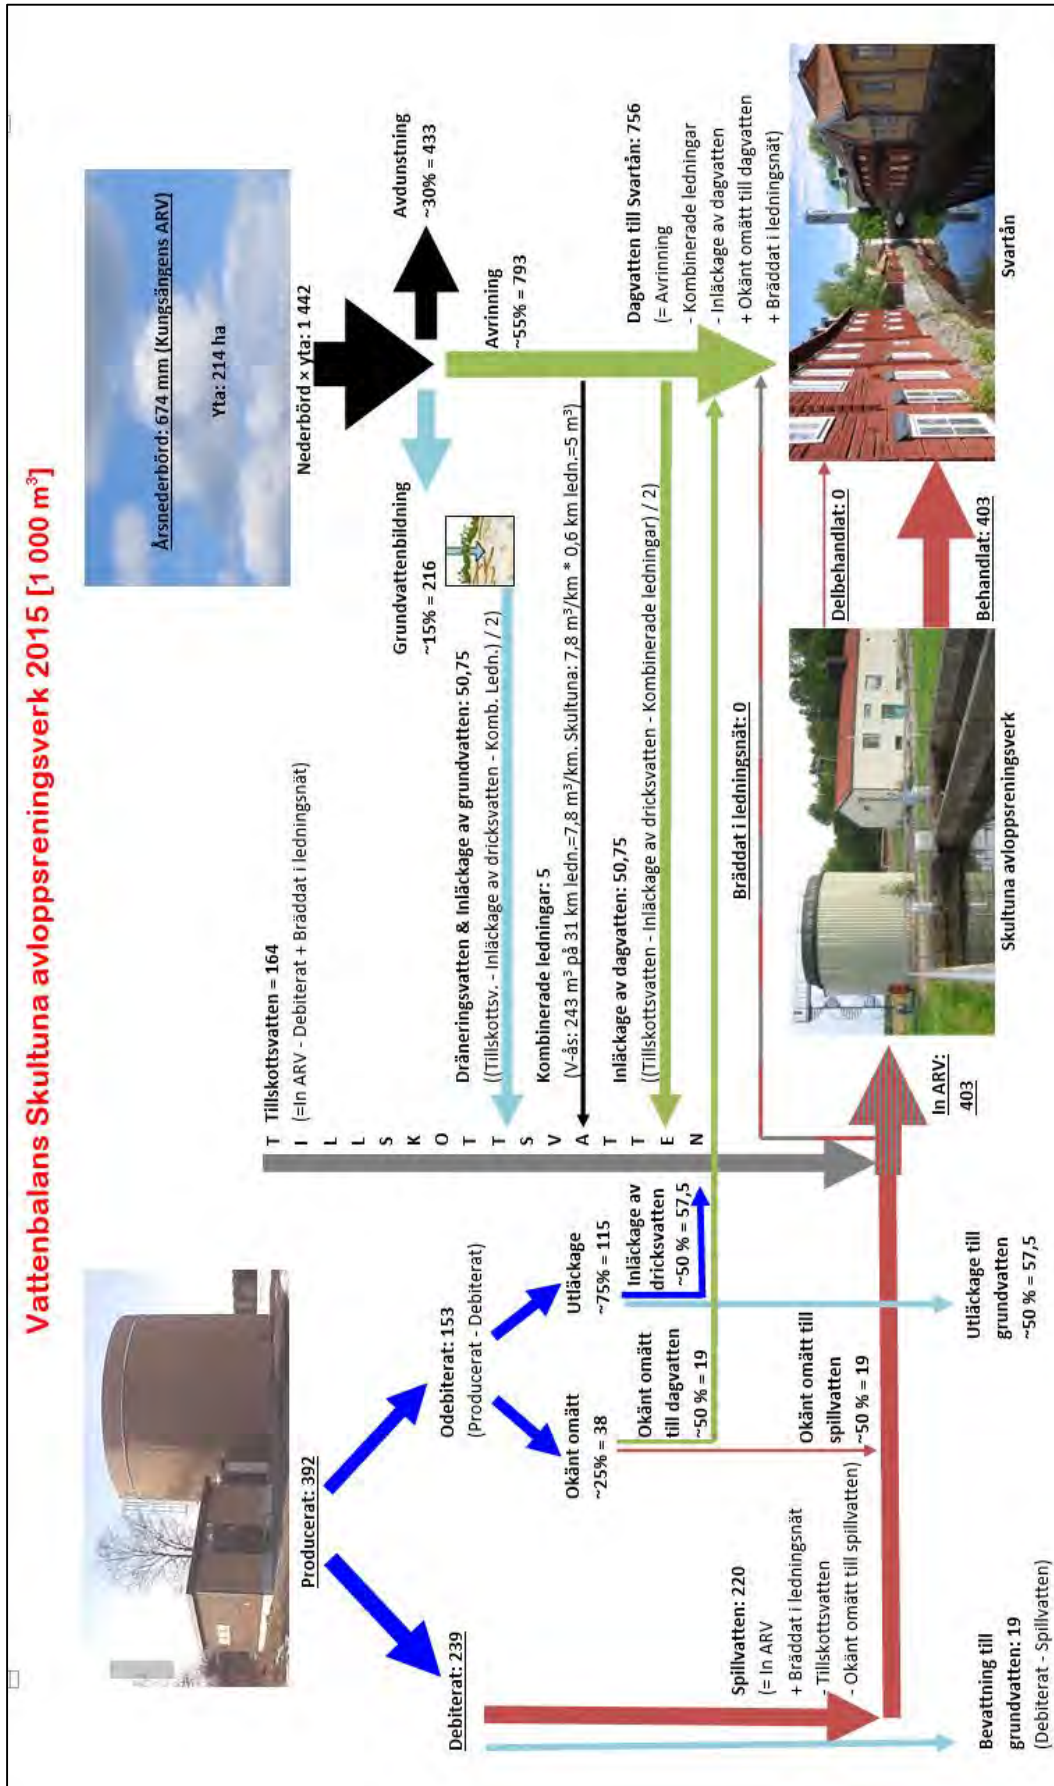 Vattenbalans Skultuna avloppsreningsverk 2015 [1 000 m³]
Producerat: 392
Debiterat: 239
Odebiterat: 153
(Producerat - Debiterat)
Okänt omätt
~25% = 38
Utläckage
~75% = 115
Okänt omätt
till dagvatten
~50 % = 19
Inläckage av
dricksvatten
~50 % = 57,5
Spillvatten: 220
(= In ARV
+ Bräddat i ledningsnät
- Tillskottsvatten
- Okänt omätt till spillvatten)
Okänt omätt till
spillvatten
~50 % = 19
Bevattning till
grundvatten: 19
(Debiterat - Spillvatten)
Utläckage till
grundvatten
~50 % = 57,5
Tillskottsvatten = 164
(=In ARV - Debiterat + Bräddat i ledningsnät)
T I L L S K O T T S V A T T E N
Årsnederbörd: 674 mm (Kungsängens ARV)
Yta: 214 ha
Nederbörd × yta: 1 442
Grundvattenbildning
~15% = 216
Avdunstning
~30% = 433
Avrinning
~55% = 793
Dräneringsvatten & Inläckage av grundvatten: 50,75
((Tillskottsv. - Inläckage av dricksvatten - Komb. Ledn.) / 2)
Kombinerade ledningar: 5
(V-ås: 243 m³ på 31 km ledn.=7,8 m³/km. Skultuna: 7,8 m³/km * 0,6 km ledn.=5 m³)
Inläckage av dagvatten: 50,75
((Tillskottsvatten - Inläckage av dricksvatten - Kombinerade ledningar) / 2)
Dagvatten till Svartån: 756
(= Avrinning
- Kombinerade ledningar
- Inläckage av dagvatten
+ Okänt omätt till dagvatten
+ Bräddat i ledningsnät)
Bräddat i ledningsnät: 0
In ARV:
403
Delbehandlat: 0
Behandlat: 403
Skultuna avloppsreningsverk
Svartån